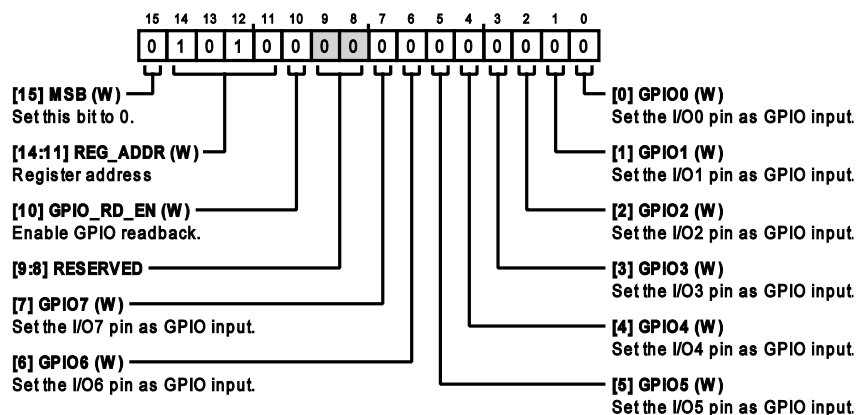 15 14 13 12 11 10 9 8 7 6 5 4 3 2 1 0
0 1 0 1 0 0 0 0 0 0 0 0 0 0 0 0
[15] MSB (W)
Set this bit to 0.
[14:11] REG_ADDR (W)
Register address
[10] GPIO_RD_EN (W)
Enable GPIO readback.
[9:8] RESERVED
[7] GPIO7 (W)
Set the I/O7 pin as GPIO input.
[6] GPIO6 (W)
Set the I/O6 pin as GPIO input.
[0] GPIO0 (W)
Set the I/O0 pin as GPIO input.
[1] GPIO1 (W)
Set the I/O1 pin as GPIO input.
[2] GPIO2 (W)
Set the I/O2 pin as GPIO input.
[3] GPIO3 (W)
Set the I/O3 pin as GPIO input.
[4] GPIO4 (W)
Set the I/O4 pin as GPIO input.
[5] GPIO5 (W)
Set the I/O5 pin as GPIO input.